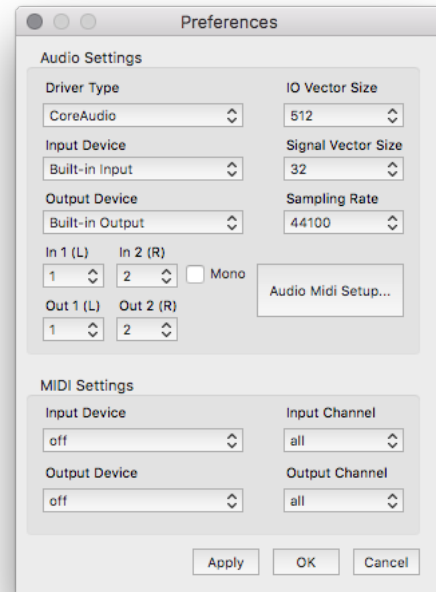 Preferences
Audio Settings
Driver Type IO Vector Size
CoreAudio 512
Input Device Signal Vector Size
Built-in Input 32
Output Device Sampling Rate
Built-in Output 44100
In 1 (L) In 2 (R)
1 2 Mono
Audio Midi Setup...
Out 1 (L) Out 2 (R)
1 2
MIDI Settings
Input Device Input Channel
off all
Output Device Output Channel
off all
Apply OK Cancel